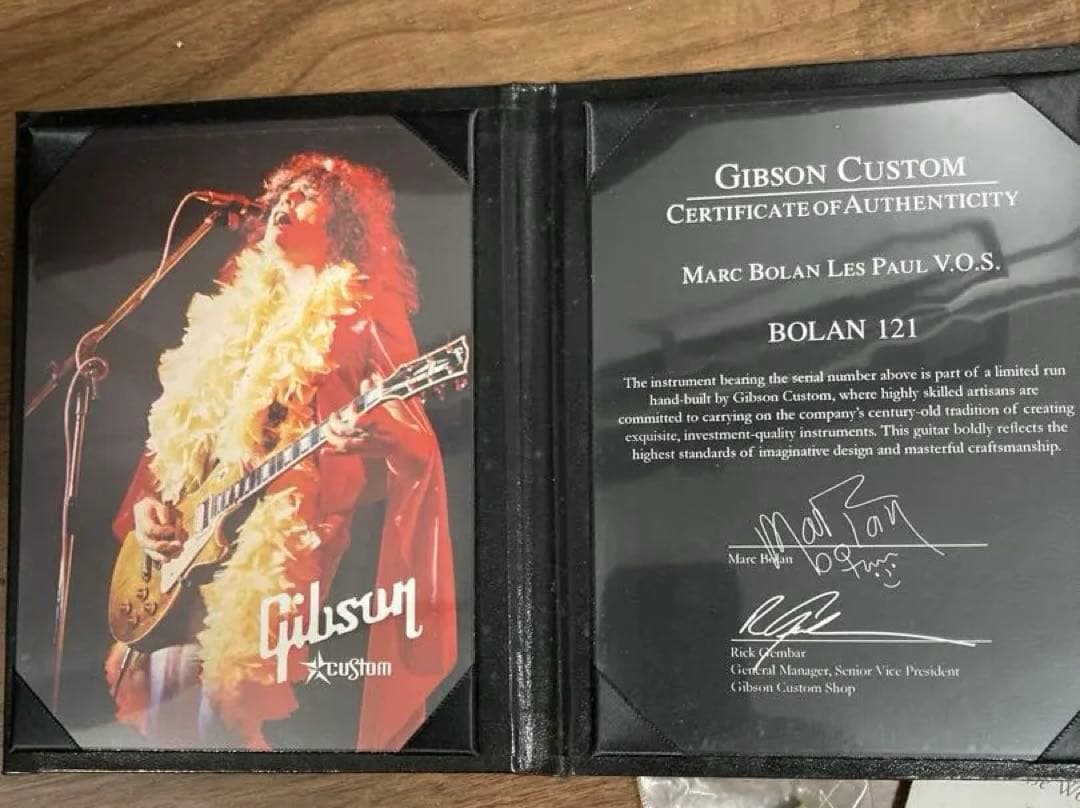 Gibson
custom
GIBSON CUSTOM
CERTIFICATE OF AUTHENTICITY
MARC BOLAN LES PAUL V.O.S.
BOLAN 121
The instrument bearing the serial number above is part of a limited run
hand-built by Gibson Custom, where highly skilled artisans are
committed to carrying on the company's century-old tradition of creating
exquisite, investment-quality instruments. This guitar boldly reflects the
highest standards of imaginative design and masterful craftsmanship.
Marc Bolan
Rick Gembar
General Manager, Senior Vice President
Gibson Custom Shop